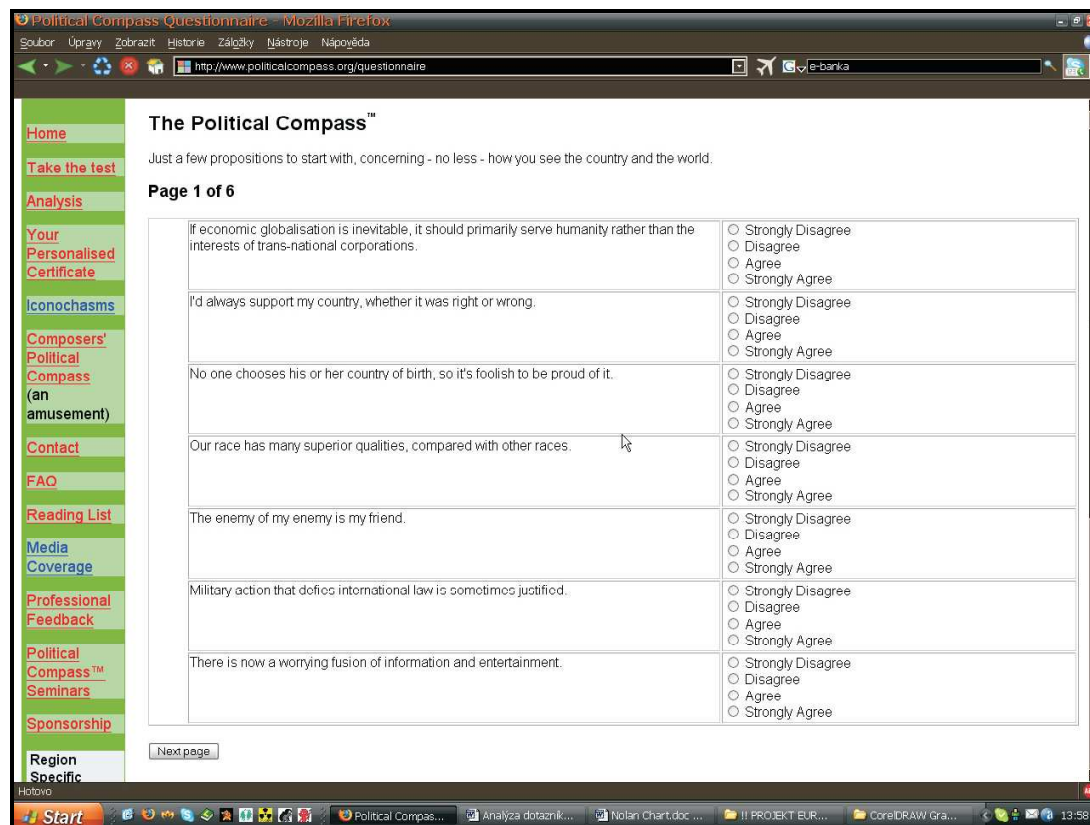 Political Compass Questionnaire - Mozilla Firefox
Soubor Úpravy Zobrazit Historie Záložky Nástroje Nápověda
http://www.politicalcompass.org/questionnaire
e-banka
Home
Take the test
Analysis
Your
Personalised
Certificate
Iconochasms
Composers'
Political
Compass
(an
amusement)
Contact
FAQ
Reading List
Media
Coverage
Professional
Feedback
Political
Compass™
Seminars
Sponsorship
Region
Specific
The Political Compass™
Just a few propositions to start with, concerning - no less - how you see the country and the world.
Page 1 of 6
If economic globalisation is inevitable, it should primarily serve humanity rather than the
interests of trans-national corporations.
Strongly Disagree
Disagree
Agree
Strongly Agree
I'd always support my country, whether it was right or wrong.
Strongly Disagree
Disagree
Agree
Strongly Agree
No one chooses his or her country of birth, so it's foolish to be proud of it.
Strongly Disagree
Disagree
Agree
Strongly Agree
Our race has many superior qualities, compared with other races.
Strongly Disagree
Disagree
Agree
Strongly Agree
The enemy of my enemy is my friend.
Strongly Disagree
Disagree
Agree
Strongly Agree
Military action that defies international law is sometimes justified.
Strongly Disagree
Disagree
Agree
Strongly Agree
There is now a worrying fusion of information and entertainment.
Strongly Disagree
Disagree
Agree
Strongly Agree
Next page
Hotovo
Start
Political Compas...
Analýza dotazník...
Nolan Chart.doc ...
!! PROJEKT EUR...
CorelDRAW Gra...